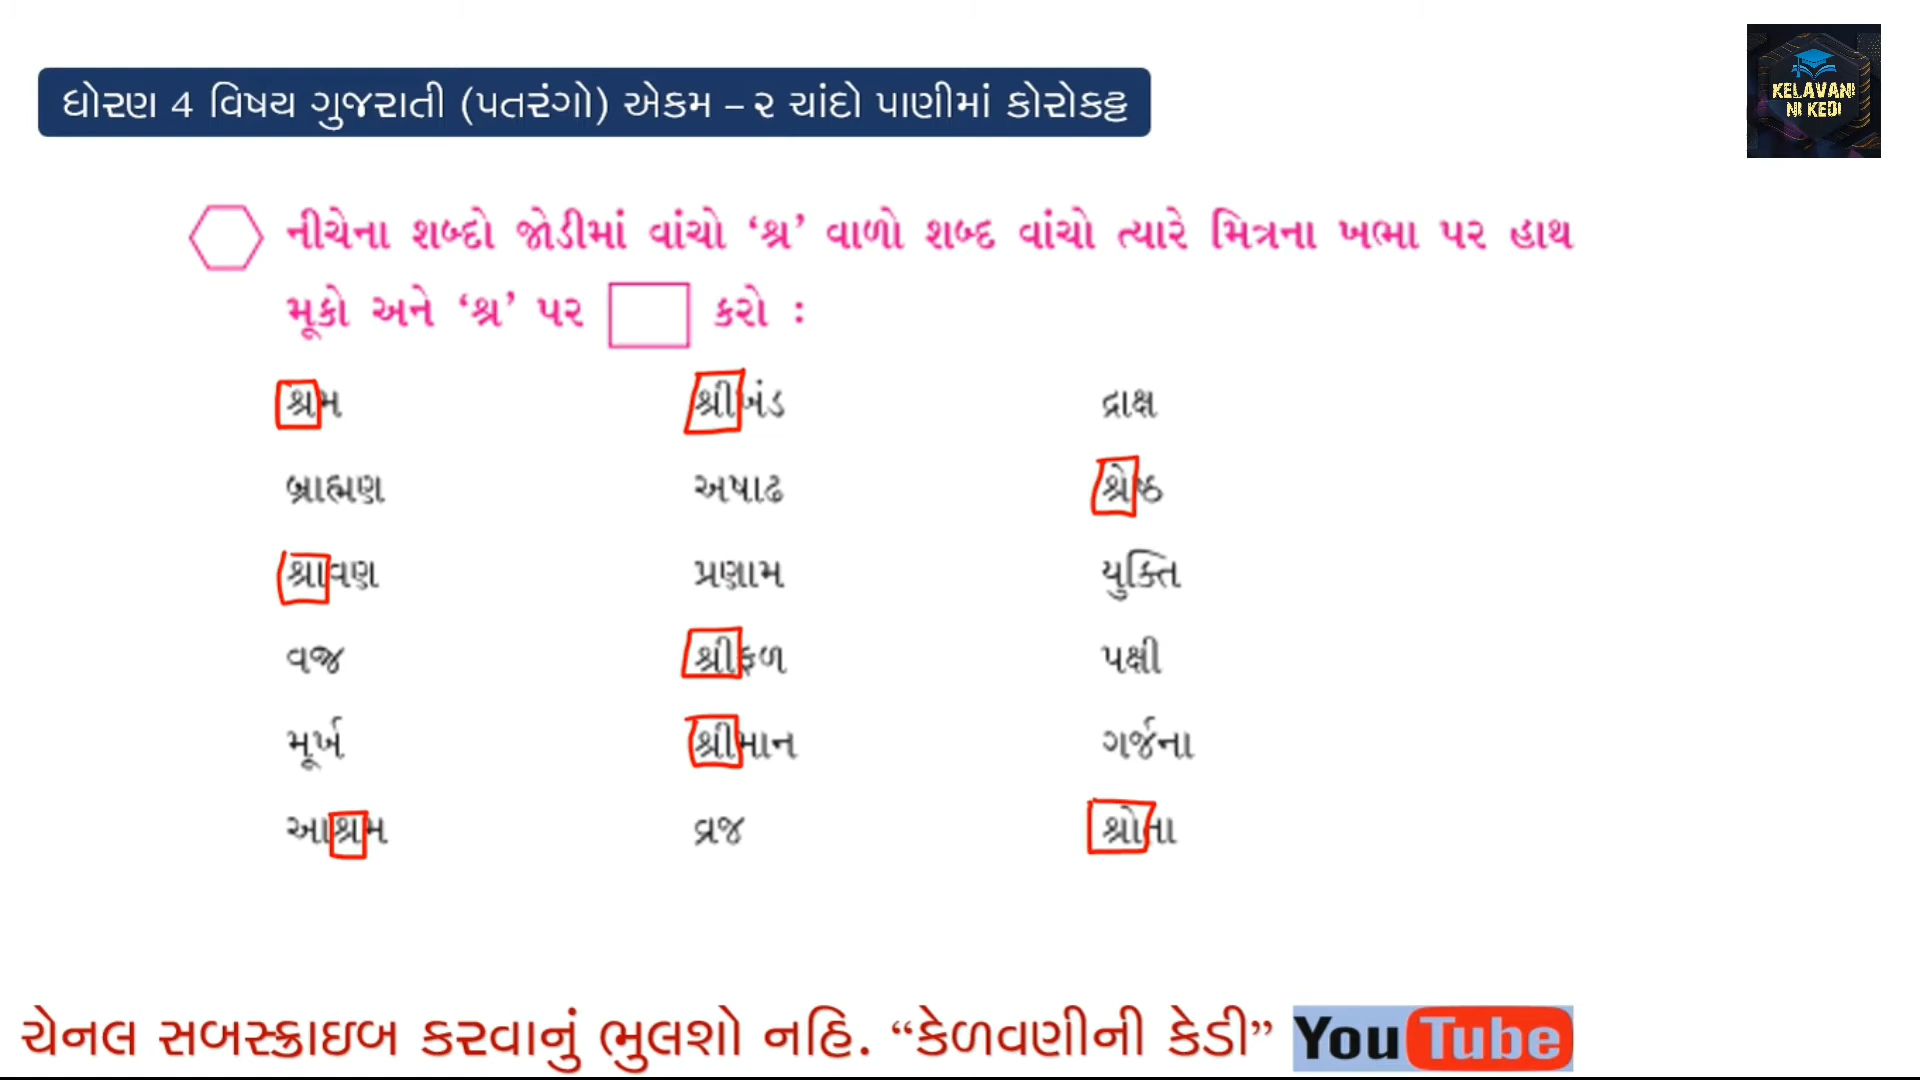 ધોરણ 4 વિષય ગુજરાતી (પતરંગો) એકમ – ૨ ચાંદો પાણીમાં કોરોકટ્ટ
KELAVANI
NI KEDI
નીચેના શબ્દો જોડીમાં વાંચો ‘શ્ર’ વાળો શબ્દ વાંચો ત્યારે મિત્રના ખભા પર હાથ
મૂકો અને ‘શ્ર’ પર કરો :
શ્રમ શ્રીખંડ દ્રાક્ષ
બ્રાહ્મણ અષાઢ શ્રેષ્ઠ
શ્રાવણ પ્રણામ યુક્તિ
વજ્ર શ્રીફળ પક્ષી
મૂર્ખ શ્રીમાન ગર્જના
આશ્રમ વ્રજ શ્રોતા
ચેનલ સબસ્ક્રાઇબ કરવાનું ભુલશો નહિ. “કેળવણીની કેડી” YouTube